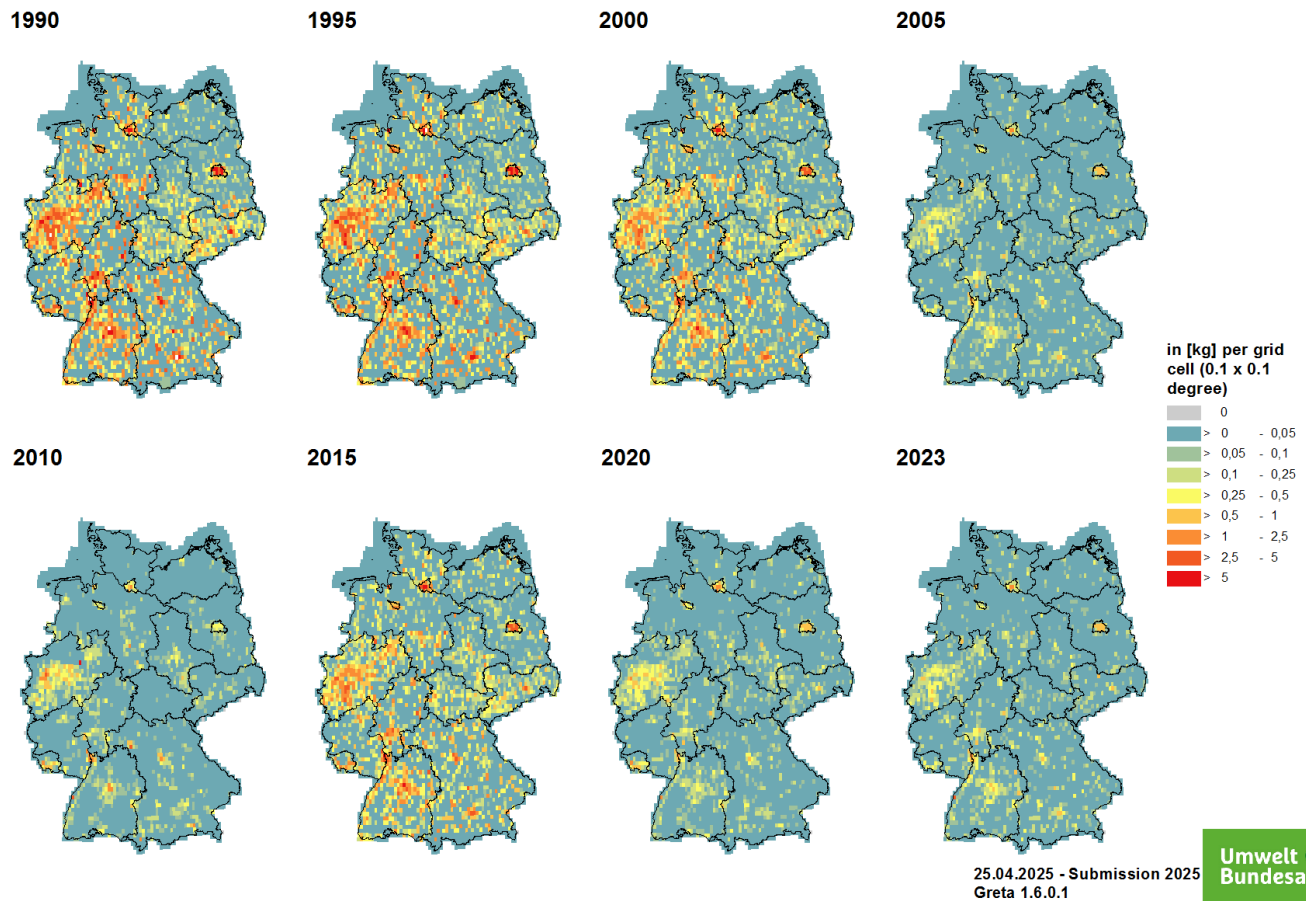 1990
1995
2000
2005
in [kg] per grid
cell (0.1 x 0.1
degree)
0
> 0 - 0,05
> 0,05 - 0,1
> 0,1 - 0,25
> 0,25 - 0,5
> 0,5 - 1
> 1 - 2,5
> 2,5 - 5
> 5
2010
2015
2020
2023
25.04.2025 - Submission 2025
Greta 1.6.0.1
Umwelt
Bundesa